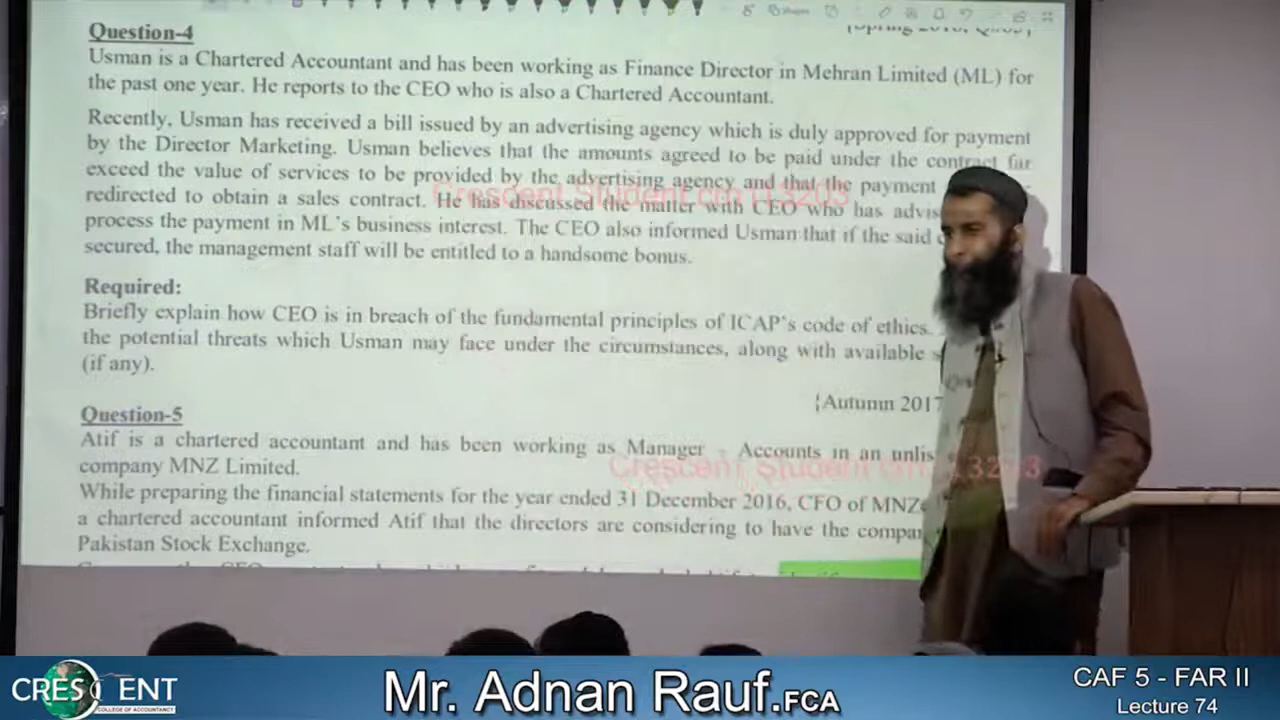 Question-4
Usman is a Chartered Accountant and has been working as Finance Director in Mehran Limited (ML) for
the past one year. He reports to the CEO who is also a Chartered Accountant.
Recently, Usman has received a bill issued by an advertising agency which is duly approved for payment
by the Director Marketing. Usman believes that the amounts agreed to be paid under the contract far
exceed the value of services to be provided by the advertising agency and that the payment
redirected to obtain a sales contract. He has discussed the matter with CEO who has advis
process the payment in ML's business interest. The CEO also informed Usman that if the said
secured, the management staff will be entitled to a handsome bonus.
Crescent Student cm 113203
Required:
Briefly explain how CEO is in breach of the fundamental principles of ICAP's code of ethics.
the potential threats which Usman may face under the circumstances, along with available
(if any).
{Autumn 2017
Question-5
Atif is a chartered accountant and has been working as Manager - Accounts in an unlis
company MNZ Limited.
Crescent Student cm
While preparing the financial statements for the year ended 31 December 2016, CFO of MNZ
a chartered accountant informed Atif that the directors are considering to have the compa
Pakistan Stock Exchange.
CRESCENT
COLLEGE OF ACCOUNTANCY
Mr. Adnan Rauf.FCA
CAF 5 - FAR II
Lecture 74